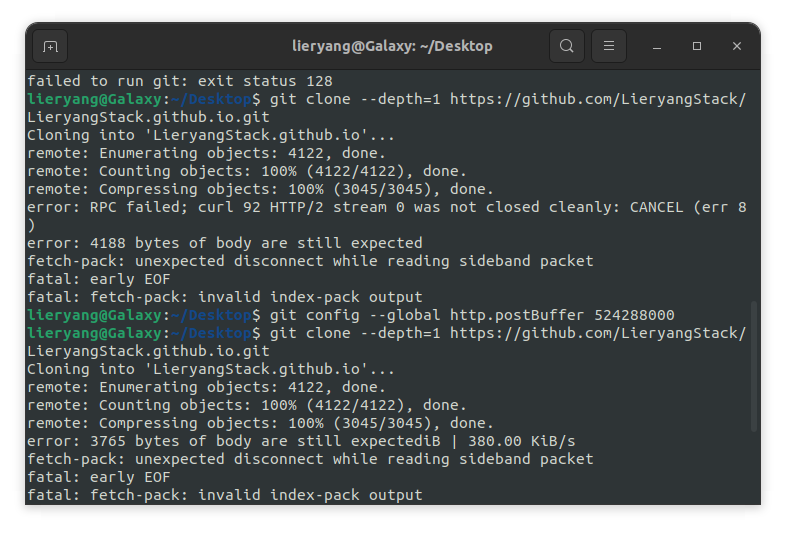 lieryang@Galaxy: ~/Desktop
failed to run git: exit status 128
lieryang@Galaxy:~/Desktop$ git clone --depth=1 https://github.com/LieryangStack/
LieryangStack.github.io.git
Cloning into 'LieryangStack.github.io'...
remote: Enumerating objects: 4122, done.
remote: Counting objects: 100% (4122/4122), done.
remote: Compressing objects: 100% (3045/3045), done.
error: RPC failed; curl 92 HTTP/2 stream 0 was not closed cleanly: CANCEL (err 8
)
error: 4188 bytes of body are still expected
fetch-pack: unexpected disconnect while reading sideband packet
fatal: early EOF
fatal: fetch-pack: invalid index-pack output
lieryang@Galaxy:~/Desktop$ git config --global http.postBuffer 524288000
lieryang@Galaxy:~/Desktop$ git clone --depth=1 https://github.com/LieryangStack/
LieryangStack.github.io.git
Cloning into 'LieryangStack.github.io'...
remote: Enumerating objects: 4122, done.
remote: Counting objects: 100% (4122/4122), done.
remote: Compressing objects: 100% (3045/3045), done.
error: 3765 bytes of body are still expectediB | 380.00 KiB/s
fetch-pack: unexpected disconnect while reading sideband packet
fatal: early EOF
fatal: fetch-pack: invalid index-pack output